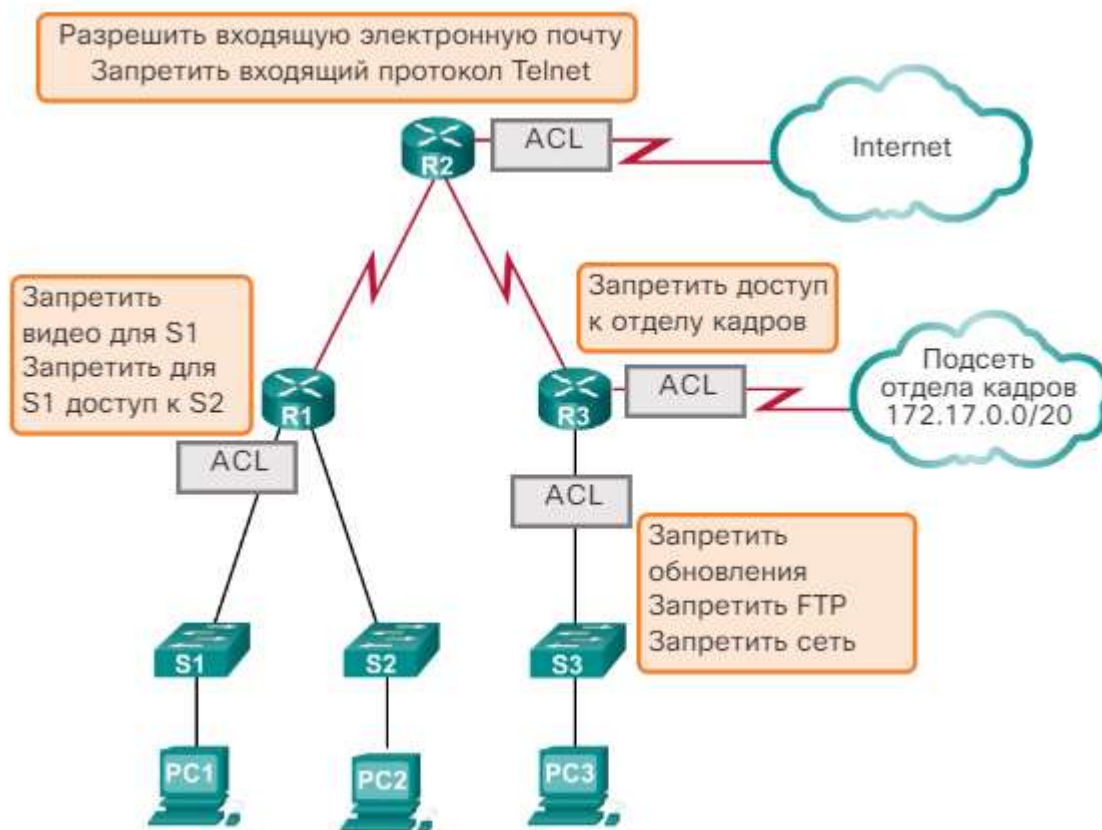 Разрешить входящую электронную почту
Запретить входящий протокол Telnet
ACL
R2
Internet
Запретить
видео для S1
Запретить для
S1 доступ к S2
Запретить доступ
к отделу кадров
R1
ACL
R3
ACL
Подсеть
отдела кадров
172.17.0.0/20
ACL
Запретить
обновления
Запретить FTP
Запретить сеть
S1
S2
S3
PC1
PC2
PC3